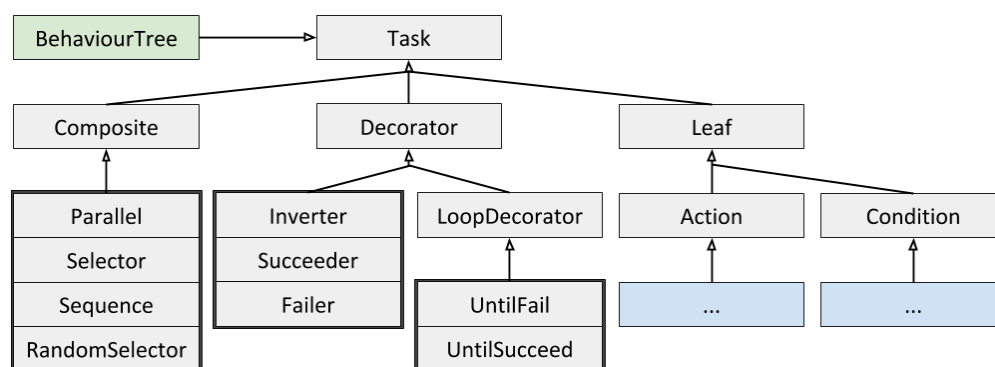 BehaviourTree
Task
Composite
Decorator
Leaf
Parallel
Selector
Sequence
RandomSelector
Inverter
Succeeder
Failer
LoopDecorator
UntilFail
UntilSucceed
Action
...
Condition
...